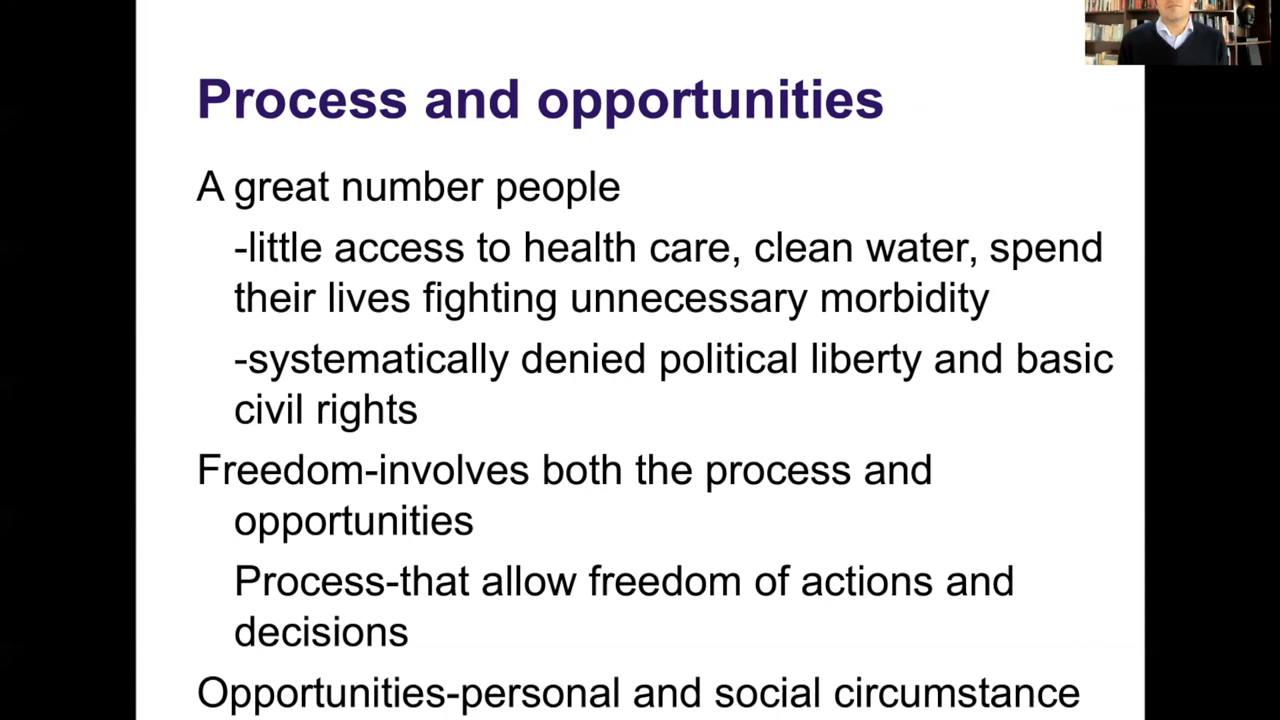 Process and opportunities
A great number people
-little access to health care, clean water, spend
their lives fighting unnecessary morbidity
-systematically denied political liberty and basic
civil rights
Freedom-involves both the process and
opportunities
Process-that allow freedom of actions and
decisions
Opportunities-personal and social circumstance